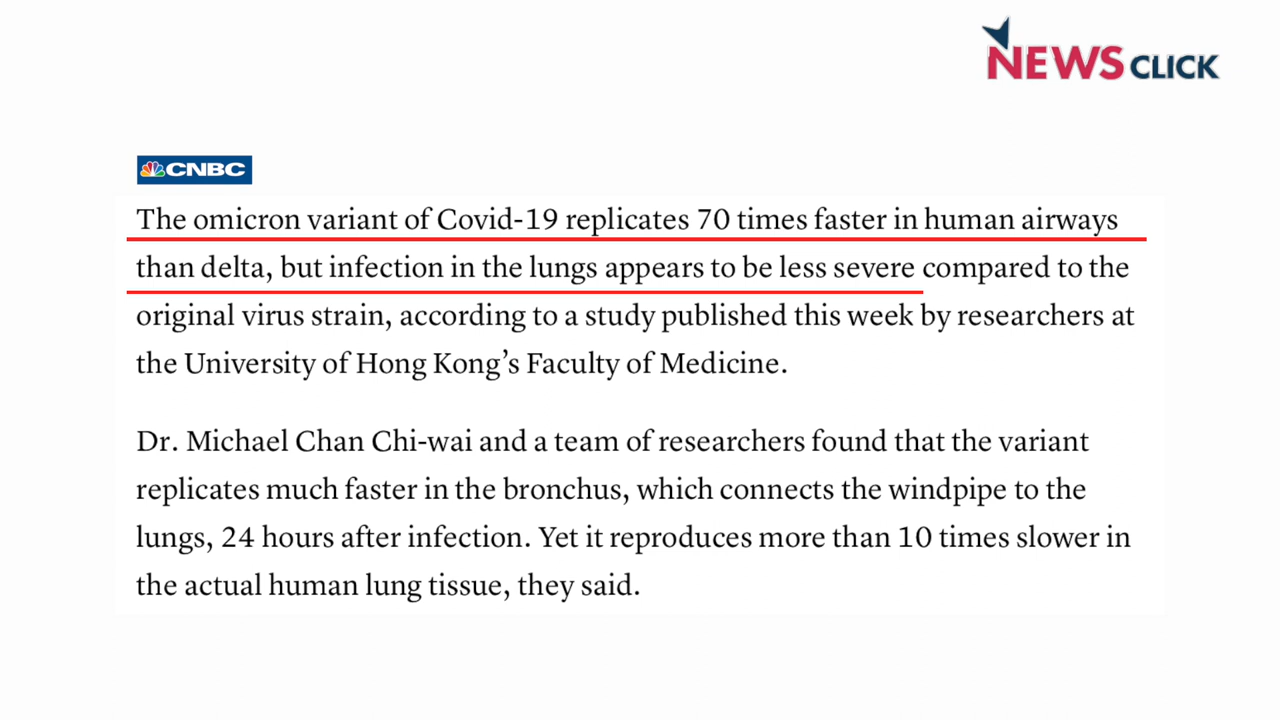 NEWSCLICK
CNBC
The omicron variant of Covid-19 replicates 70 times faster in human airways
than delta, but infection in the lungs appears to be less severe compared to the
original virus strain, according to a study published this week by researchers at
the University of Hong Kong’s Faculty of Medicine.
Dr. Michael Chan Chi-wai and a team of researchers found that the variant
replicates much faster in the bronchus, which connects the windpipe to the
lungs, 24 hours after infection. Yet it reproduces more than 10 times slower in
the actual human lung tissue, they said.